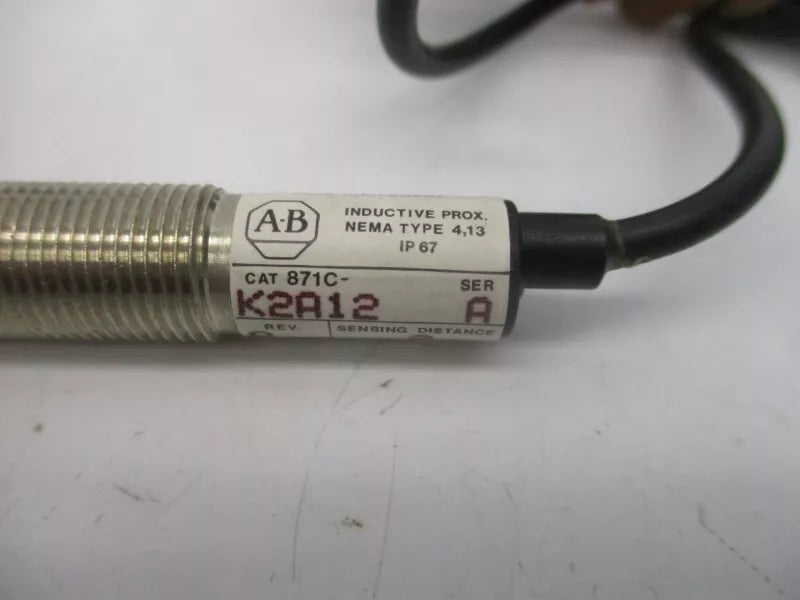 A-B
INDUCTIVE PROX.
NEMA TYPE 4,13
IP 67
CAT 871C-
SER
K2A12
A
REV.
SENSING DISTANCE